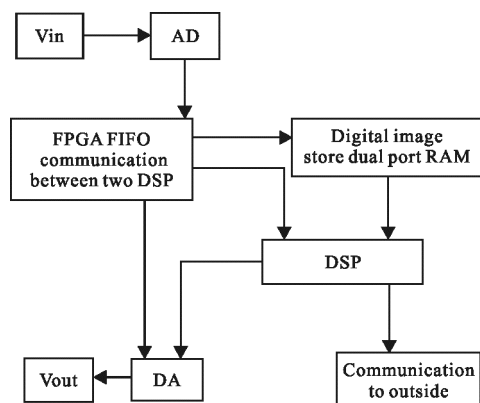 Vin
AD
FPGA FIFO
communication
between two DSP
Digital image
store dual port RAM
DSP
Vout
DA
Communication
to outside